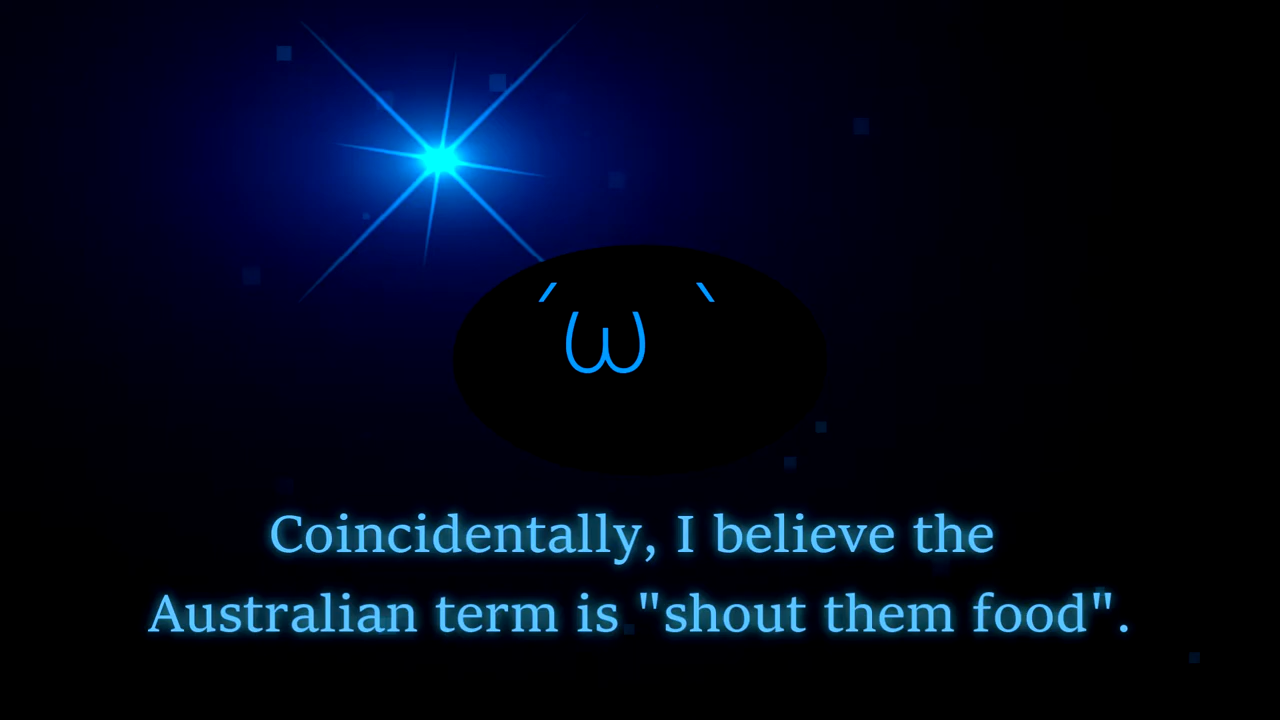 ´ω`
Coincidentally, I believe the
Australian term is "shout them food".